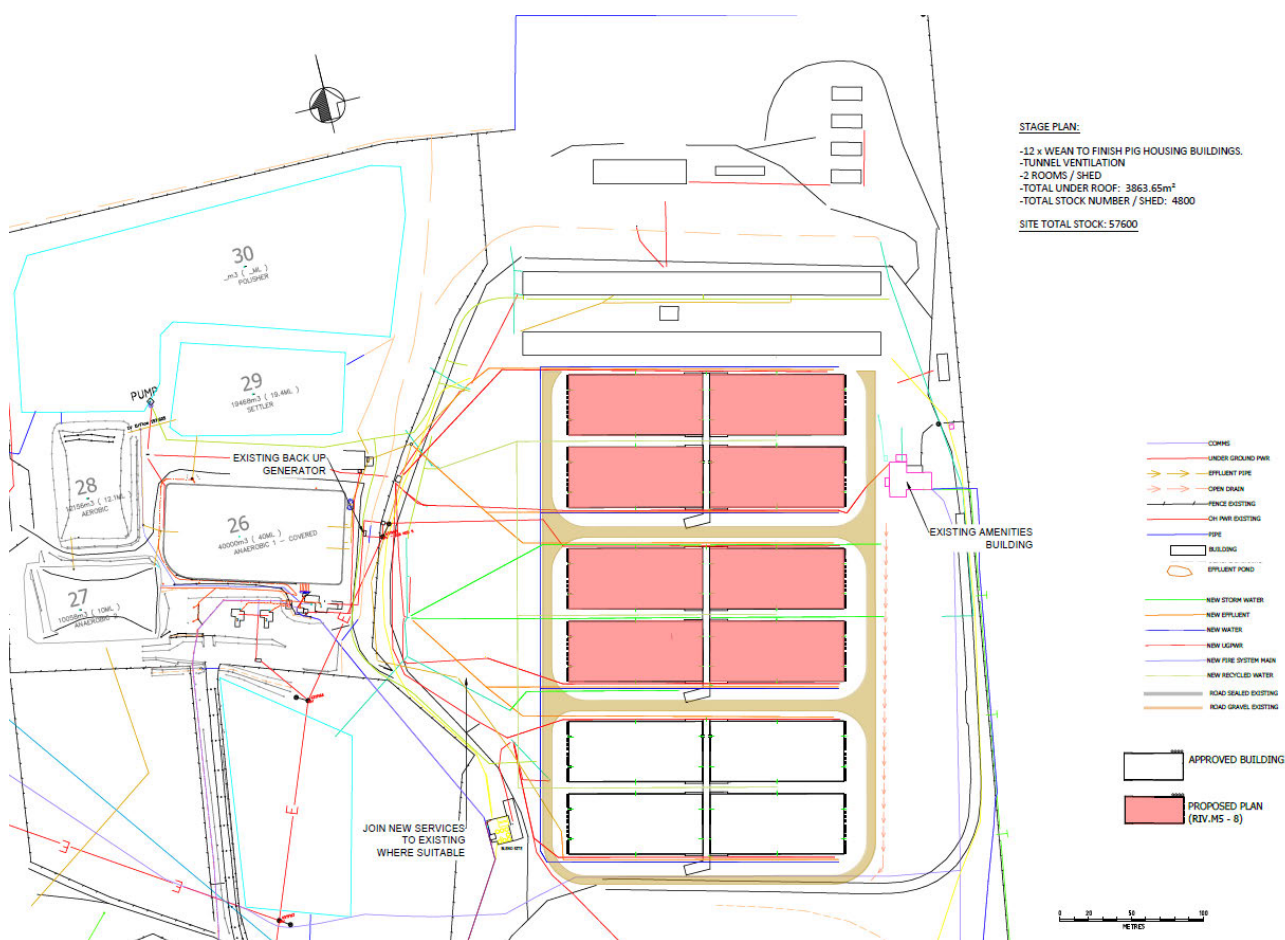 STAGE PLAN:
-12 x WEAN TO FINISH PIG HOUSING BUILDINGS.
-TUNNEL VENTILATION
-2 ROOMS / SHED
-TOTAL UNDER ROOF: 3863.65m²
-TOTAL STOCK NUMBER / SHED: 4800
SITE TOTAL STOCK: 57600
30
_m3 ( _ML )
POLISHER
29
19468m3 ( 19.4ML )
SETTLER
PUMP
EXISTING BACK UP
GENERATOR
28
12156m3 ( 12.1ML )
AEROBIC
26
40000m3 ( 40ML )
ANAEROBIC 1 _ COVERED
27
10058m3 ( 10ML )
ANAEROBIC 2
EXISTING AMENITIES
BUILDING
JOIN NEW SERVICES
TO EXISTING
WHERE SUITABLE
E
E
E
E
COMMS
UNDER GROUND PWR
EFFLUENT PIPE
OPEN DRAIN
FENCE EXISTING
OH PWR EXISTING
PIPE
BUILDING
EFFLUENT POND
NEW STORM WATER
NEW EFFLUENT
NEW WATER
NEW UGPWR
NEW FIRE SYSTEM MAIN
NEW RECYCLED WATER
ROAD SEALED EXISTING
ROAD GRAVEL EXISTING
APPROVED BUILDING
PROPOSED PLAN
(RIV.M5 - 8)
0 20 50 100
METRES